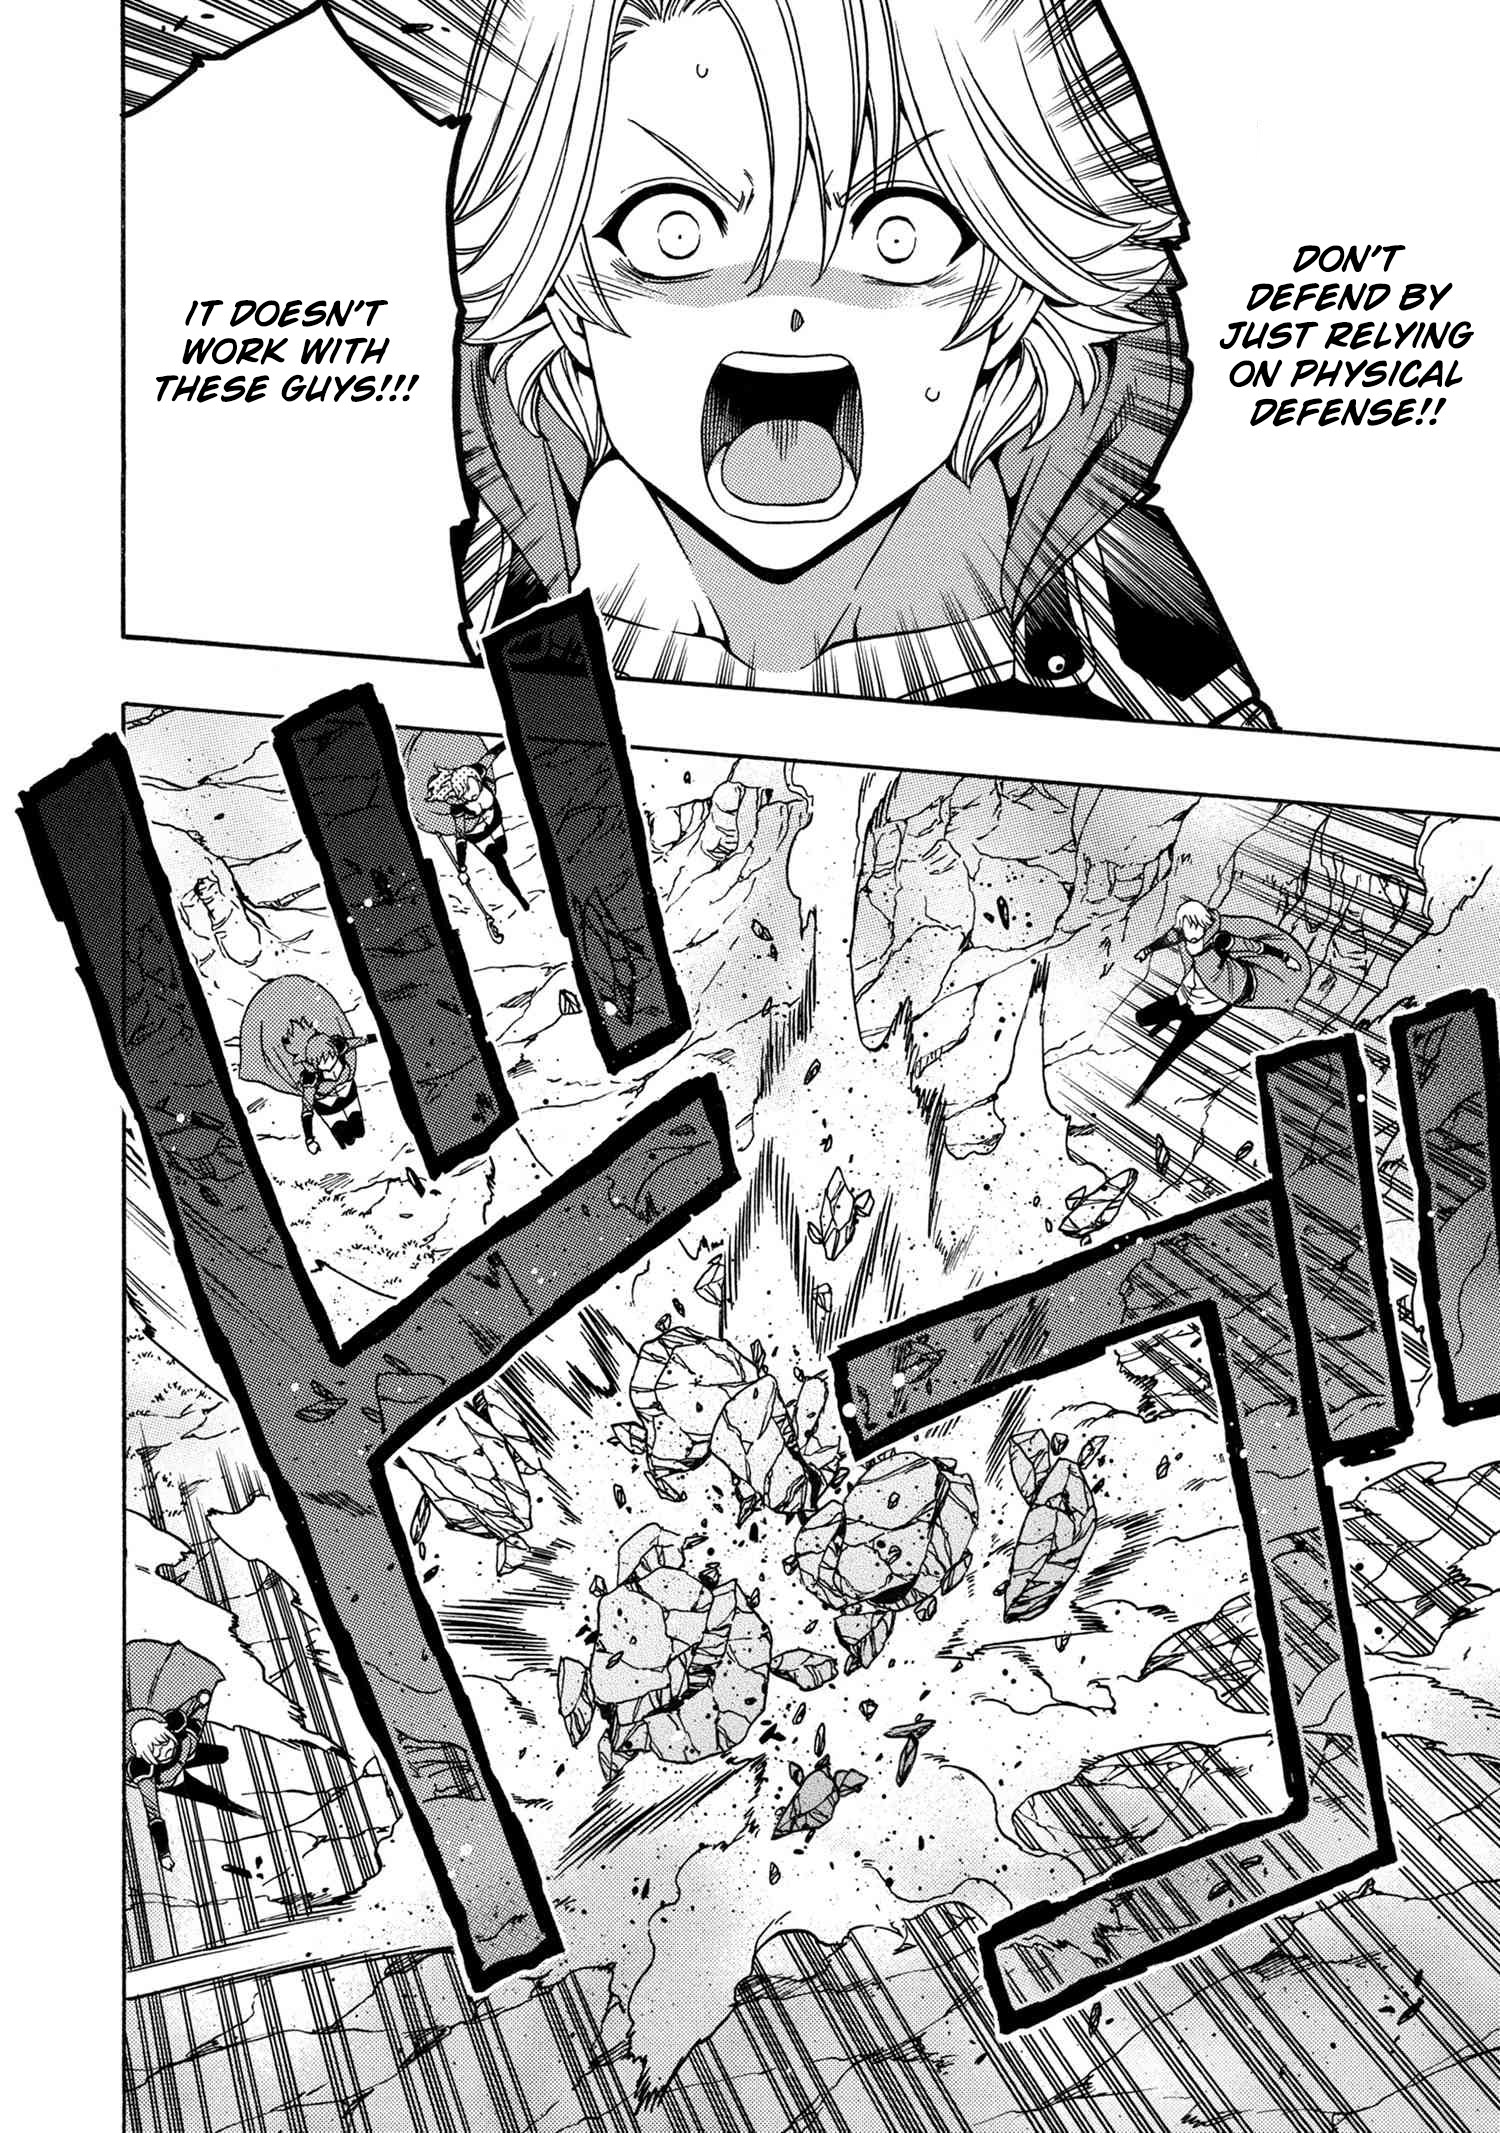 DON'T
DEFEND BY
JUST RELYING
ON PHYSICAL
DEFENSE!!
IT DOESN'T
WORK WITH
THESE GUYS!!!
ドゴ